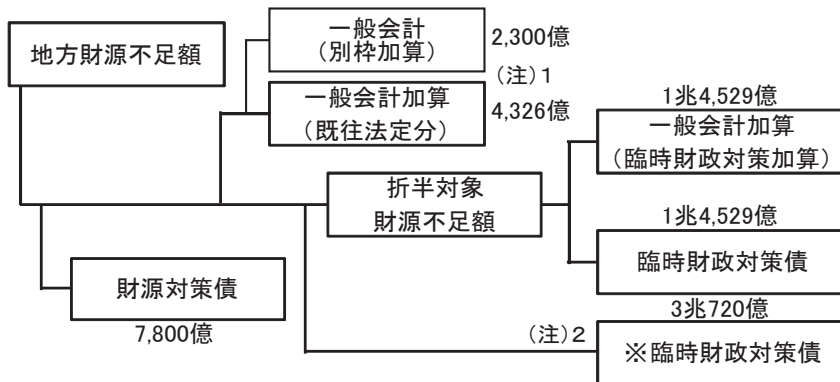 地方財源不足額
一般会計
（別枠加算）
2,300億
（注）1
一般会計加算
（既往法定分）
4,326億
1兆4,529億
一般会計加算
（臨時財政対策加算）
折半対象
財源不足額
1兆4,529億
臨時財政対策債
財源対策債
7,800億
3兆720億
（注）2
※臨時財政対策債